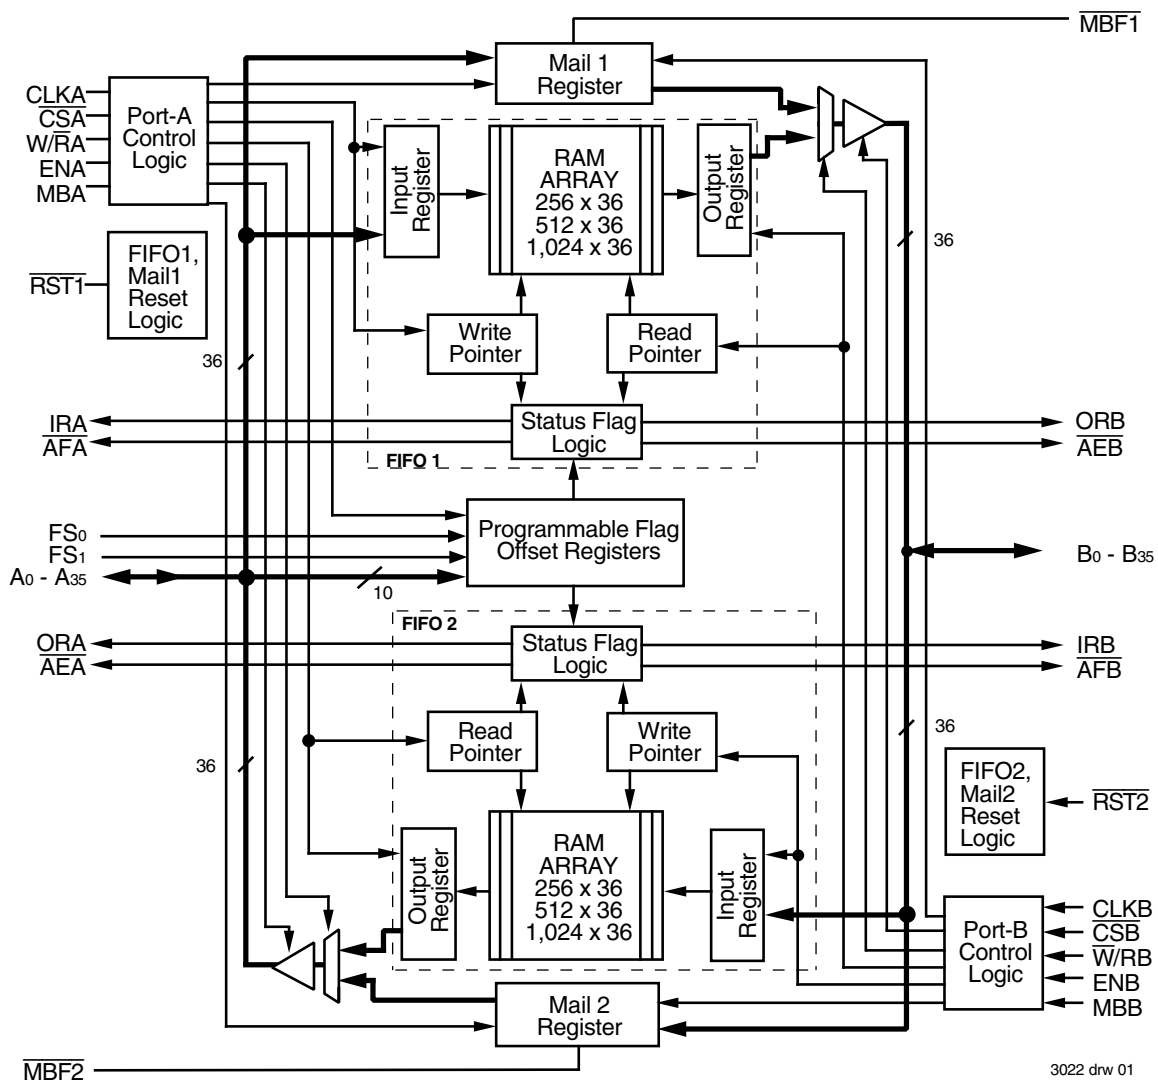 MBF1
Mail 1
Register
CLKA
CSA
W/RA
ENA
MBA
Port-A
Control
Logic
Input
Register
RAM
ARRAY
256 x 36
512 x 36
1,024 x 36
Output
Register
36
RST1
FIFO1,
Mail1
Reset
Logic
Write
Pointer
Read
Pointer
36
IRA
AFA
Status Flag
Logic
ORB
AEB
FIFO 1
FS0
FS1
A0 - A35
Programmable Flag
Offset Registers
10
B0 - B35
FIFO 2
ORA
AEA
Status Flag
Logic
IRB
AFB
Read
Pointer
Write
Pointer
36
36
FIFO2,
Mail2
Reset
Logic
RST2
Output
Register
RAM
ARRAY
256 x 36
512 x 36
1,024 x 36
Input
Register
Port-B
Control
Logic
CLKB
CSB
W/RB
ENB
MBB
Mail 2
Register
MBF2
3022 drw 01